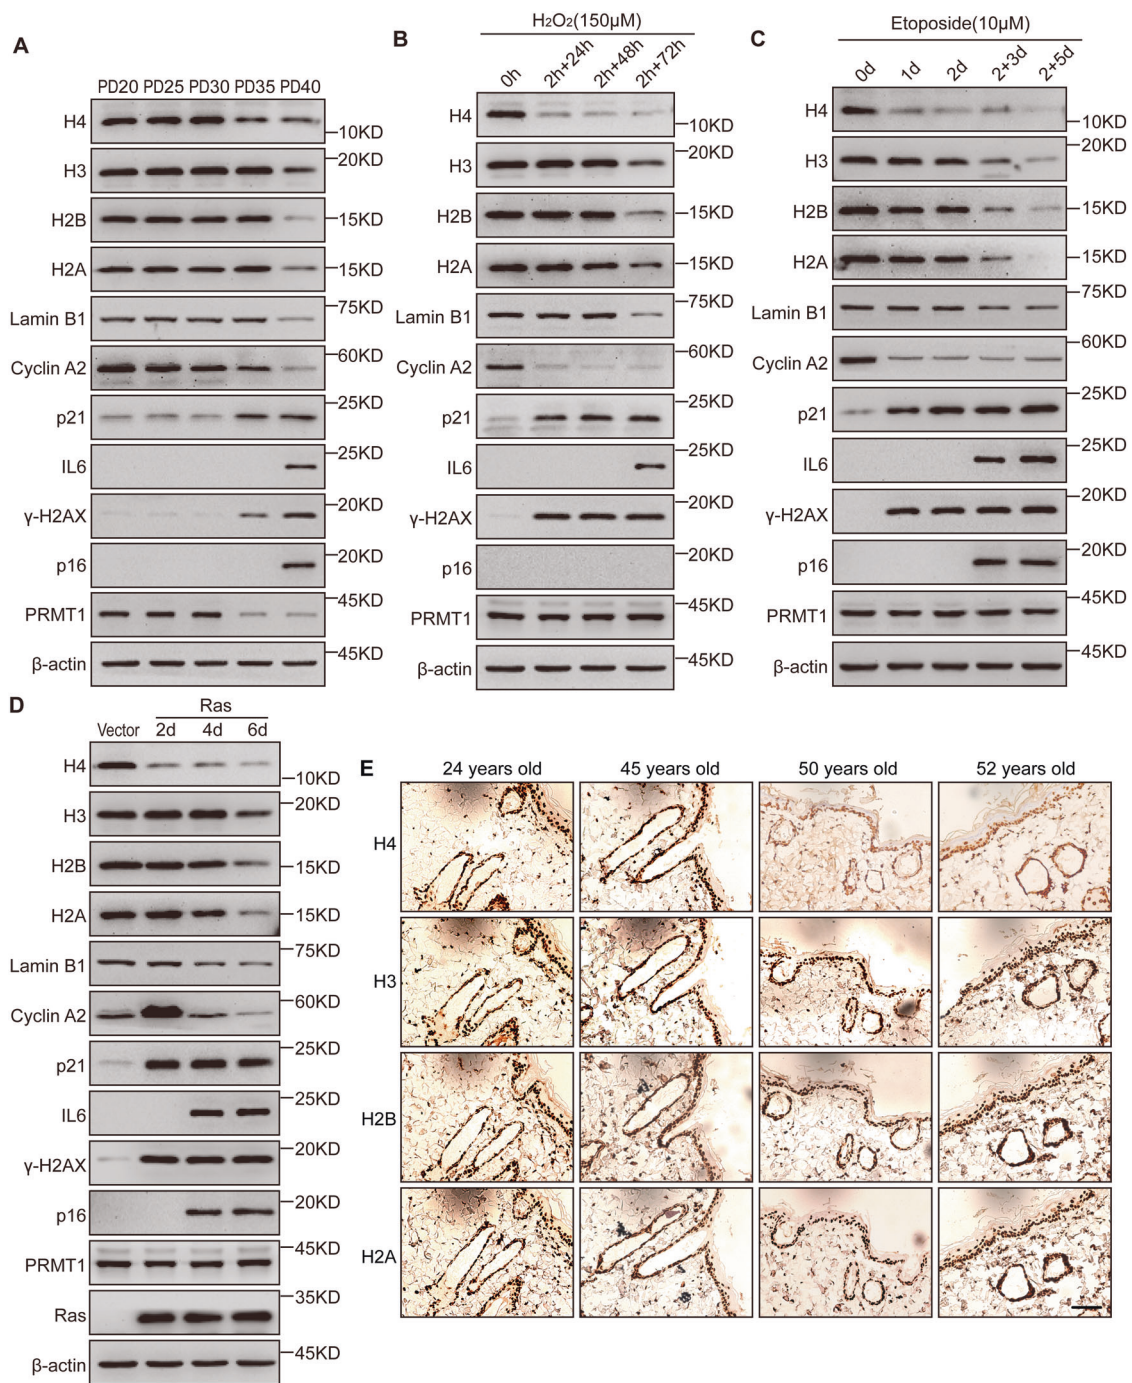 A
PD20 PD25 PD30 PD35 PD40
H4
10KD
H3
20KD
H2B
15KD
H2A
15KD
Lamin B1
75KD
Cyclin A2
60KD
p21
25KD
IL6
25KD
γ-H2AX
20KD
p16
20KD
PRMT1
45KD
β-actin
45KD
B
H₂O₂(150μM)
0h 2h+24h 2h+48h 2h+72h
H4
10KD
H3
20KD
H2B
15KD
H2A
15KD
Lamin B1
75KD
Cyclin A2
60KD
p21
25KD
IL6
25KD
γ-H2AX
20KD
p16
20KD
PRMT1
45KD
β-actin
45KD
C
Etoposide(10μM)
0d 1d 2d 2+3d 2+5d
H4
10KD
H3
20KD
H2B
15KD
H2A
15KD
Lamin B1
75KD
Cyclin A2
60KD
p21
25KD
IL6
25KD
γ-H2AX
20KD
p16
20KD
PRMT1
45KD
β-actin
45KD
D
Ras
Vector 2d 4d 6d
H4
10KD
H3
20KD
H2B
15KD
H2A
15KD
Lamin B1
75KD
Cyclin A2
60KD
p21
25KD
IL6
25KD
γ-H2AX
20KD
p16
20KD
PRMT1
45KD
Ras
35KD
β-actin
45KD
E
24 years old 45 years old 50 years old 52 years old
H4
H3
H2B
H2A